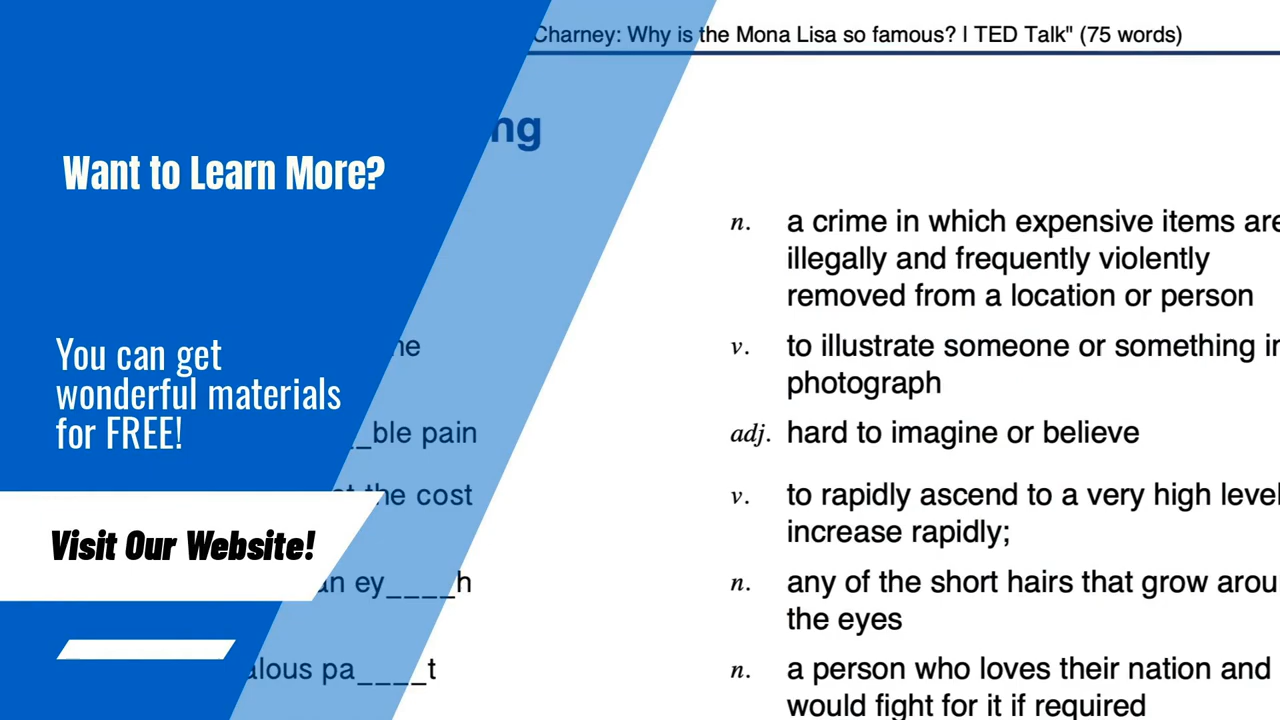 Charney: Why is the Mona Lisa so famous? | TED Talk" (75 words)
Want to Learn More?
You can get
wonderful materials
for FREE!
Visit Our Website!
ng
n. a crime in which expensive items are
illegally and frequently violently
removed from a location or person
ne
v. to illustrate someone or something in
photograph
_ble pain
adj. hard to imagine or believe
the cost
v. to rapidly ascend to a very high level
increase rapidly;
an ey____h
n. any of the short hairs that grow arou
the eyes
alous pa____t
n. a person who loves their nation and
would fight for it if required